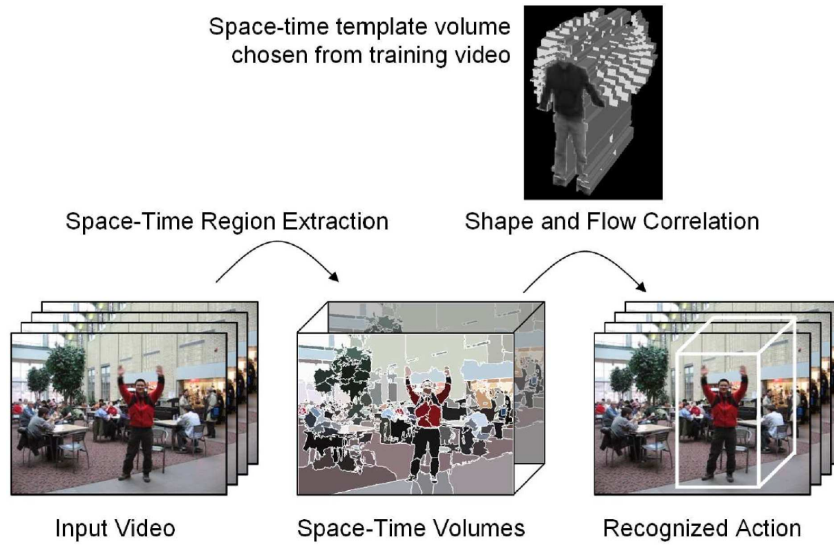 Space-time template volume
chosen from training video
Space-Time Region Extraction
Shape and Flow Correlation
Input Video
Space-Time Volumes
Recognized Action